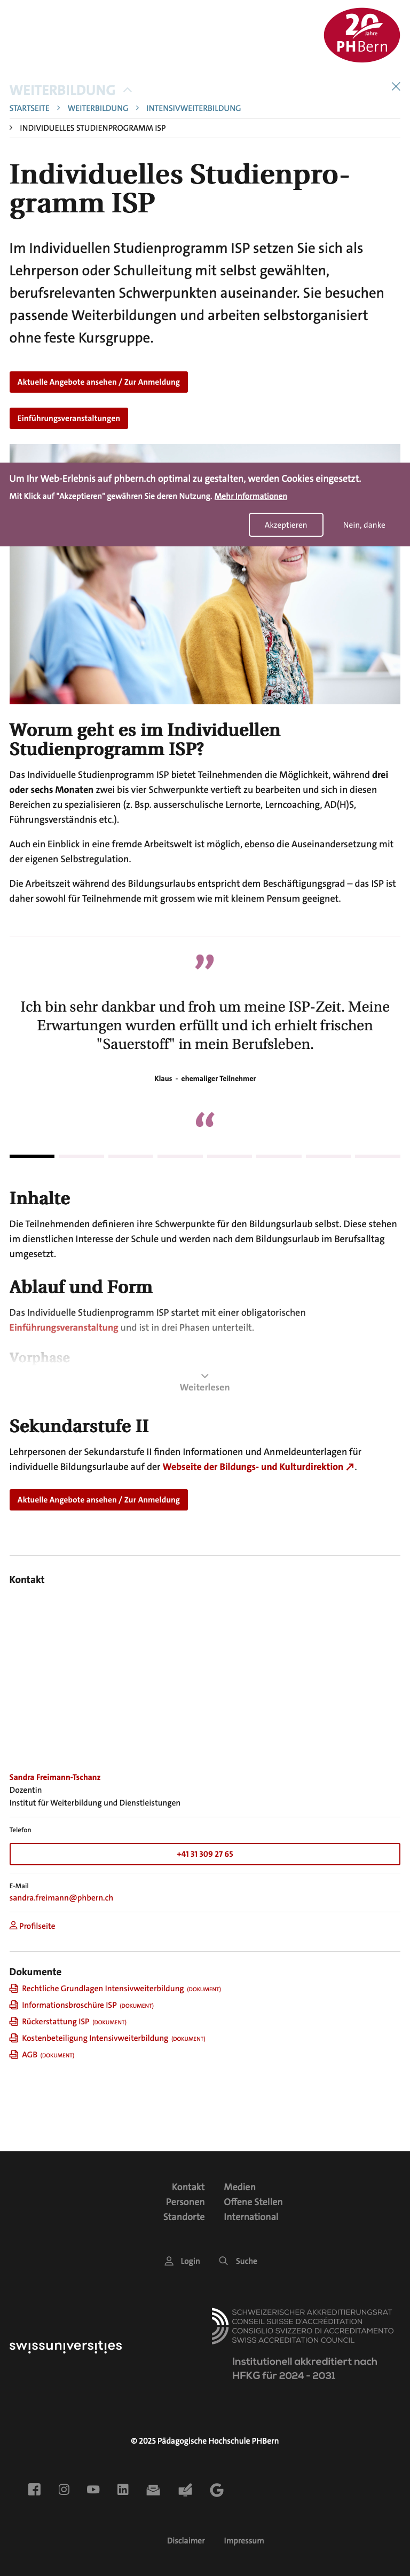 20
Jahre
PHBern
WEITERBILDUNG
STARTSEITE > WEITERBILDUNG > INTENSIVWEITERBILDUNG
> INDIVIDUELLES STUDIENPROGRAMM ISP
Individuelles Studienpro-
gramm ISP
Im Individuellen Studienprogramm ISP setzen Sie sich als
Lehrperson oder Schulleitung mit selbst gewählten,
berufsrelevanten Schwerpunkten auseinander. Sie besuchen
passende Weiterbildungen und arbeiten selbstorganisiert
ohne feste Kursgruppe.
Aktuelle Angebote ansehen / Zur Anmeldung
Einführungsveranstaltungen
Um Ihr Web-Erlebnis auf phbern.ch optimal zu gestalten, werden Cookies eingesetzt.
Mit Klick auf "Akzeptieren" gewähren Sie deren Nutzung. Mehr Informationen
Akzeptieren
Nein, danke
Worum geht es im Individuellen
Studienprogramm ISP?
Das Individuelle Studienprogramm ISP bietet Teilnehmenden die Möglichkeit, während drei
oder sechs Monaten zwei bis vier Schwerpunkte vertieft zu bearbeiten und sich in diesen
Bereichen zu spezialisieren (z. Bsp. ausserschulische Lernorte, Lerncoaching, AD(H)S,
Führungsverständnis etc.).
Auch ein Einblick in eine fremde Arbeitswelt ist möglich, ebenso die Auseinandersetzung mit
der eigenen Selbstregulation.
Die Arbeitszeit während des Bildungsurlaubs entspricht dem Beschäftigungsgrad – das ISP ist
daher sowohl für Teilnehmende mit grossem wie mit kleinem Pensum geeignet.
”
Ich bin sehr dankbar und froh um meine ISP-Zeit. Meine
Erwartungen wurden erfüllt und ich erhielt frischen
"Sauerstoff" in mein Berufsleben.
Klaus - ehemaliger Teilnehmer
“
Inhalte
Die Teilnehmenden definieren ihre Schwerpunkte für den Bildungsurlaub selbst. Diese stehen
im dienstlichen Interesse der Schule und werden nach dem Bildungsurlaub im Berufsalltag
umgesetzt.
Ablauf und Form
Das Individuelle Studienprogramm ISP startet mit einer obligatorischen
Einführungsveranstaltung und ist in drei Phasen unterteilt.
Vorphase
Weiterlesen
Sekundarstufe II
Lehrpersonen der Sekundarstufe II finden Informationen und Anmeldeunterlagen für
individuelle Bildungsurlaube auf der Webseite der Bildungs- und Kulturdirektion ↗.
Aktuelle Angebote ansehen / Zur Anmeldung
Kontakt
Sandra Freimann-Tschanz
Dozentin
Institut für Weiterbildung und Dienstleistungen
Telefon
+41 31 309 27 65
E-Mail
sandra.freimann@phbern.ch
Profilseite
Dokumente
Rechtliche Grundlagen Intensivweiterbildung (DOKUMENT)
Informationsbroschüre ISP (DOKUMENT)
Rückerstattung ISP (DOKUMENT)
Kostenbeteiligung Intensivweiterbildung (DOKUMENT)
AGB (DOKUMENT)
Kontakt
Personen
Standorte
Medien
Offene Stellen
International
Login
Suche
swissuniversities
SCHWEIZERISCHER AKKREDITIERUNGSRAT
CONSEIL SUISSE D'ACCRÉDITATION
CONSIGLIO SVIZZERO DI ACCREDITAMENTO
SWISS ACCREDITATION COUNCIL
Institutionell akkreditiert nach
HFKG für 2024 - 2031
© 2025 Pädagogische Hochschule PHBern
Disclaimer
Impressum